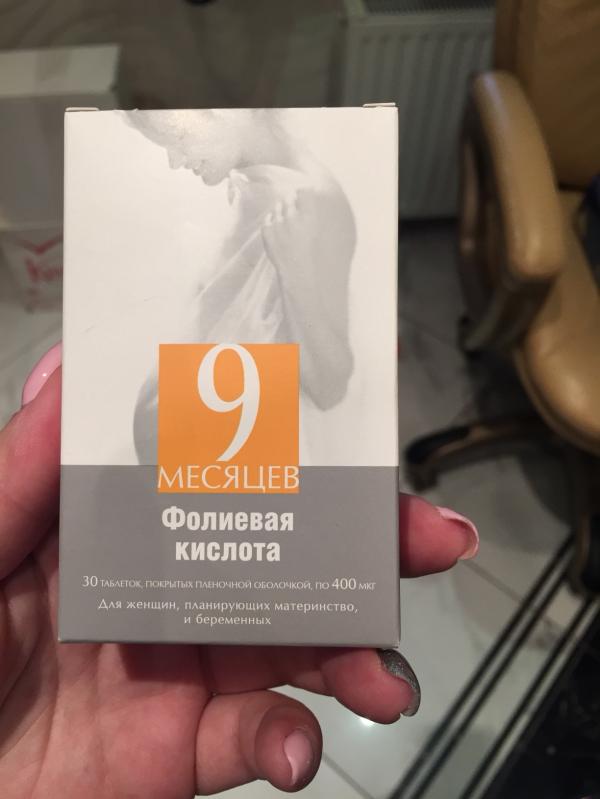 9
МЕСЯЦЕВ
Фолиевая
кислота
30 ТАБЛЕТОК, ПОКРЫТЫХ ПЛЕНОЧНОЙ ОБОЛОЧКОЙ, ПО 400 МКГ
Для женщин, планирующих материнство,
и беременных